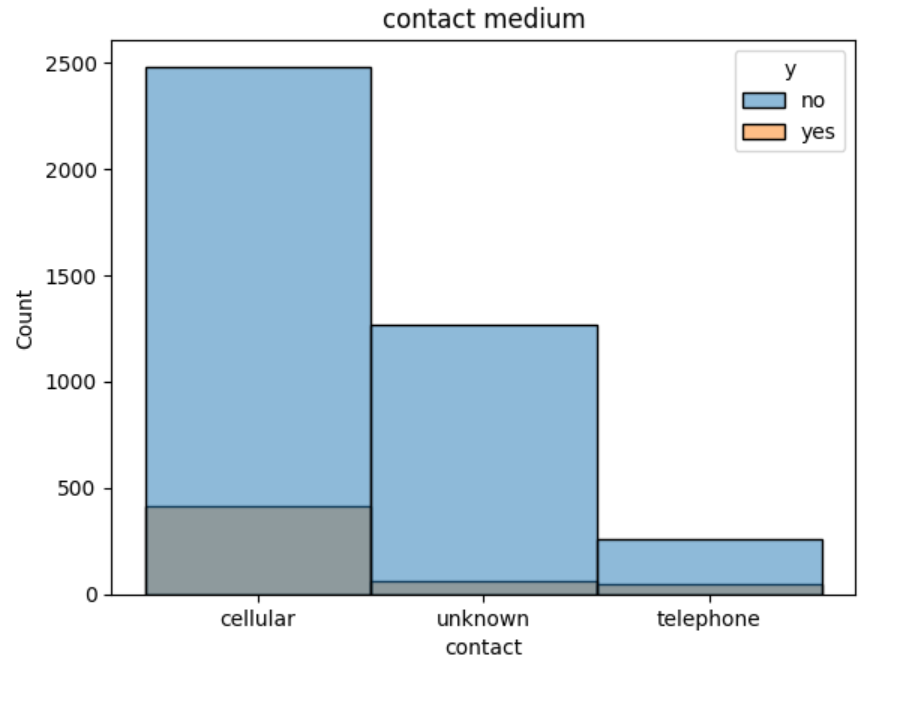 contact medium
y
no
yes
Count
2500
2000
1500
1000
500
0
cellular
unknown
telephone
contact